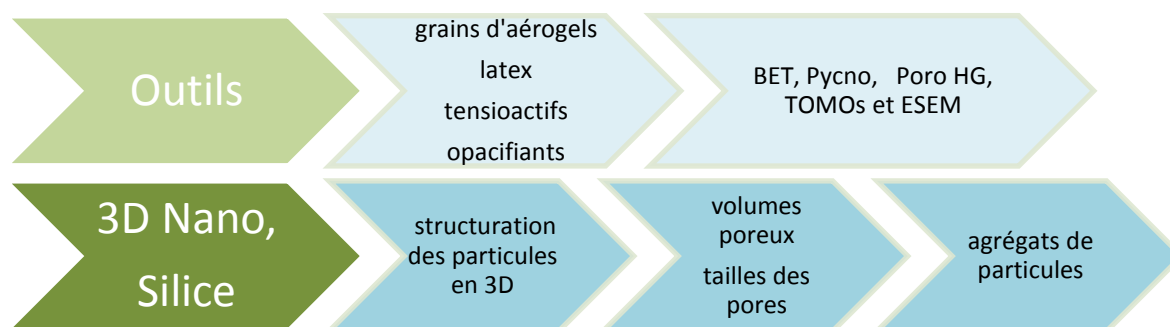 Outils
grains d'aérogels
latex
tensioactifs
opacifiants
BET, Pycno, Poro HG,
TOMOs et ESEM
3D Nano,
Silice
structuration
des particules
en 3D
volumes
poreux
tailles des
pores
agrégats de
particules